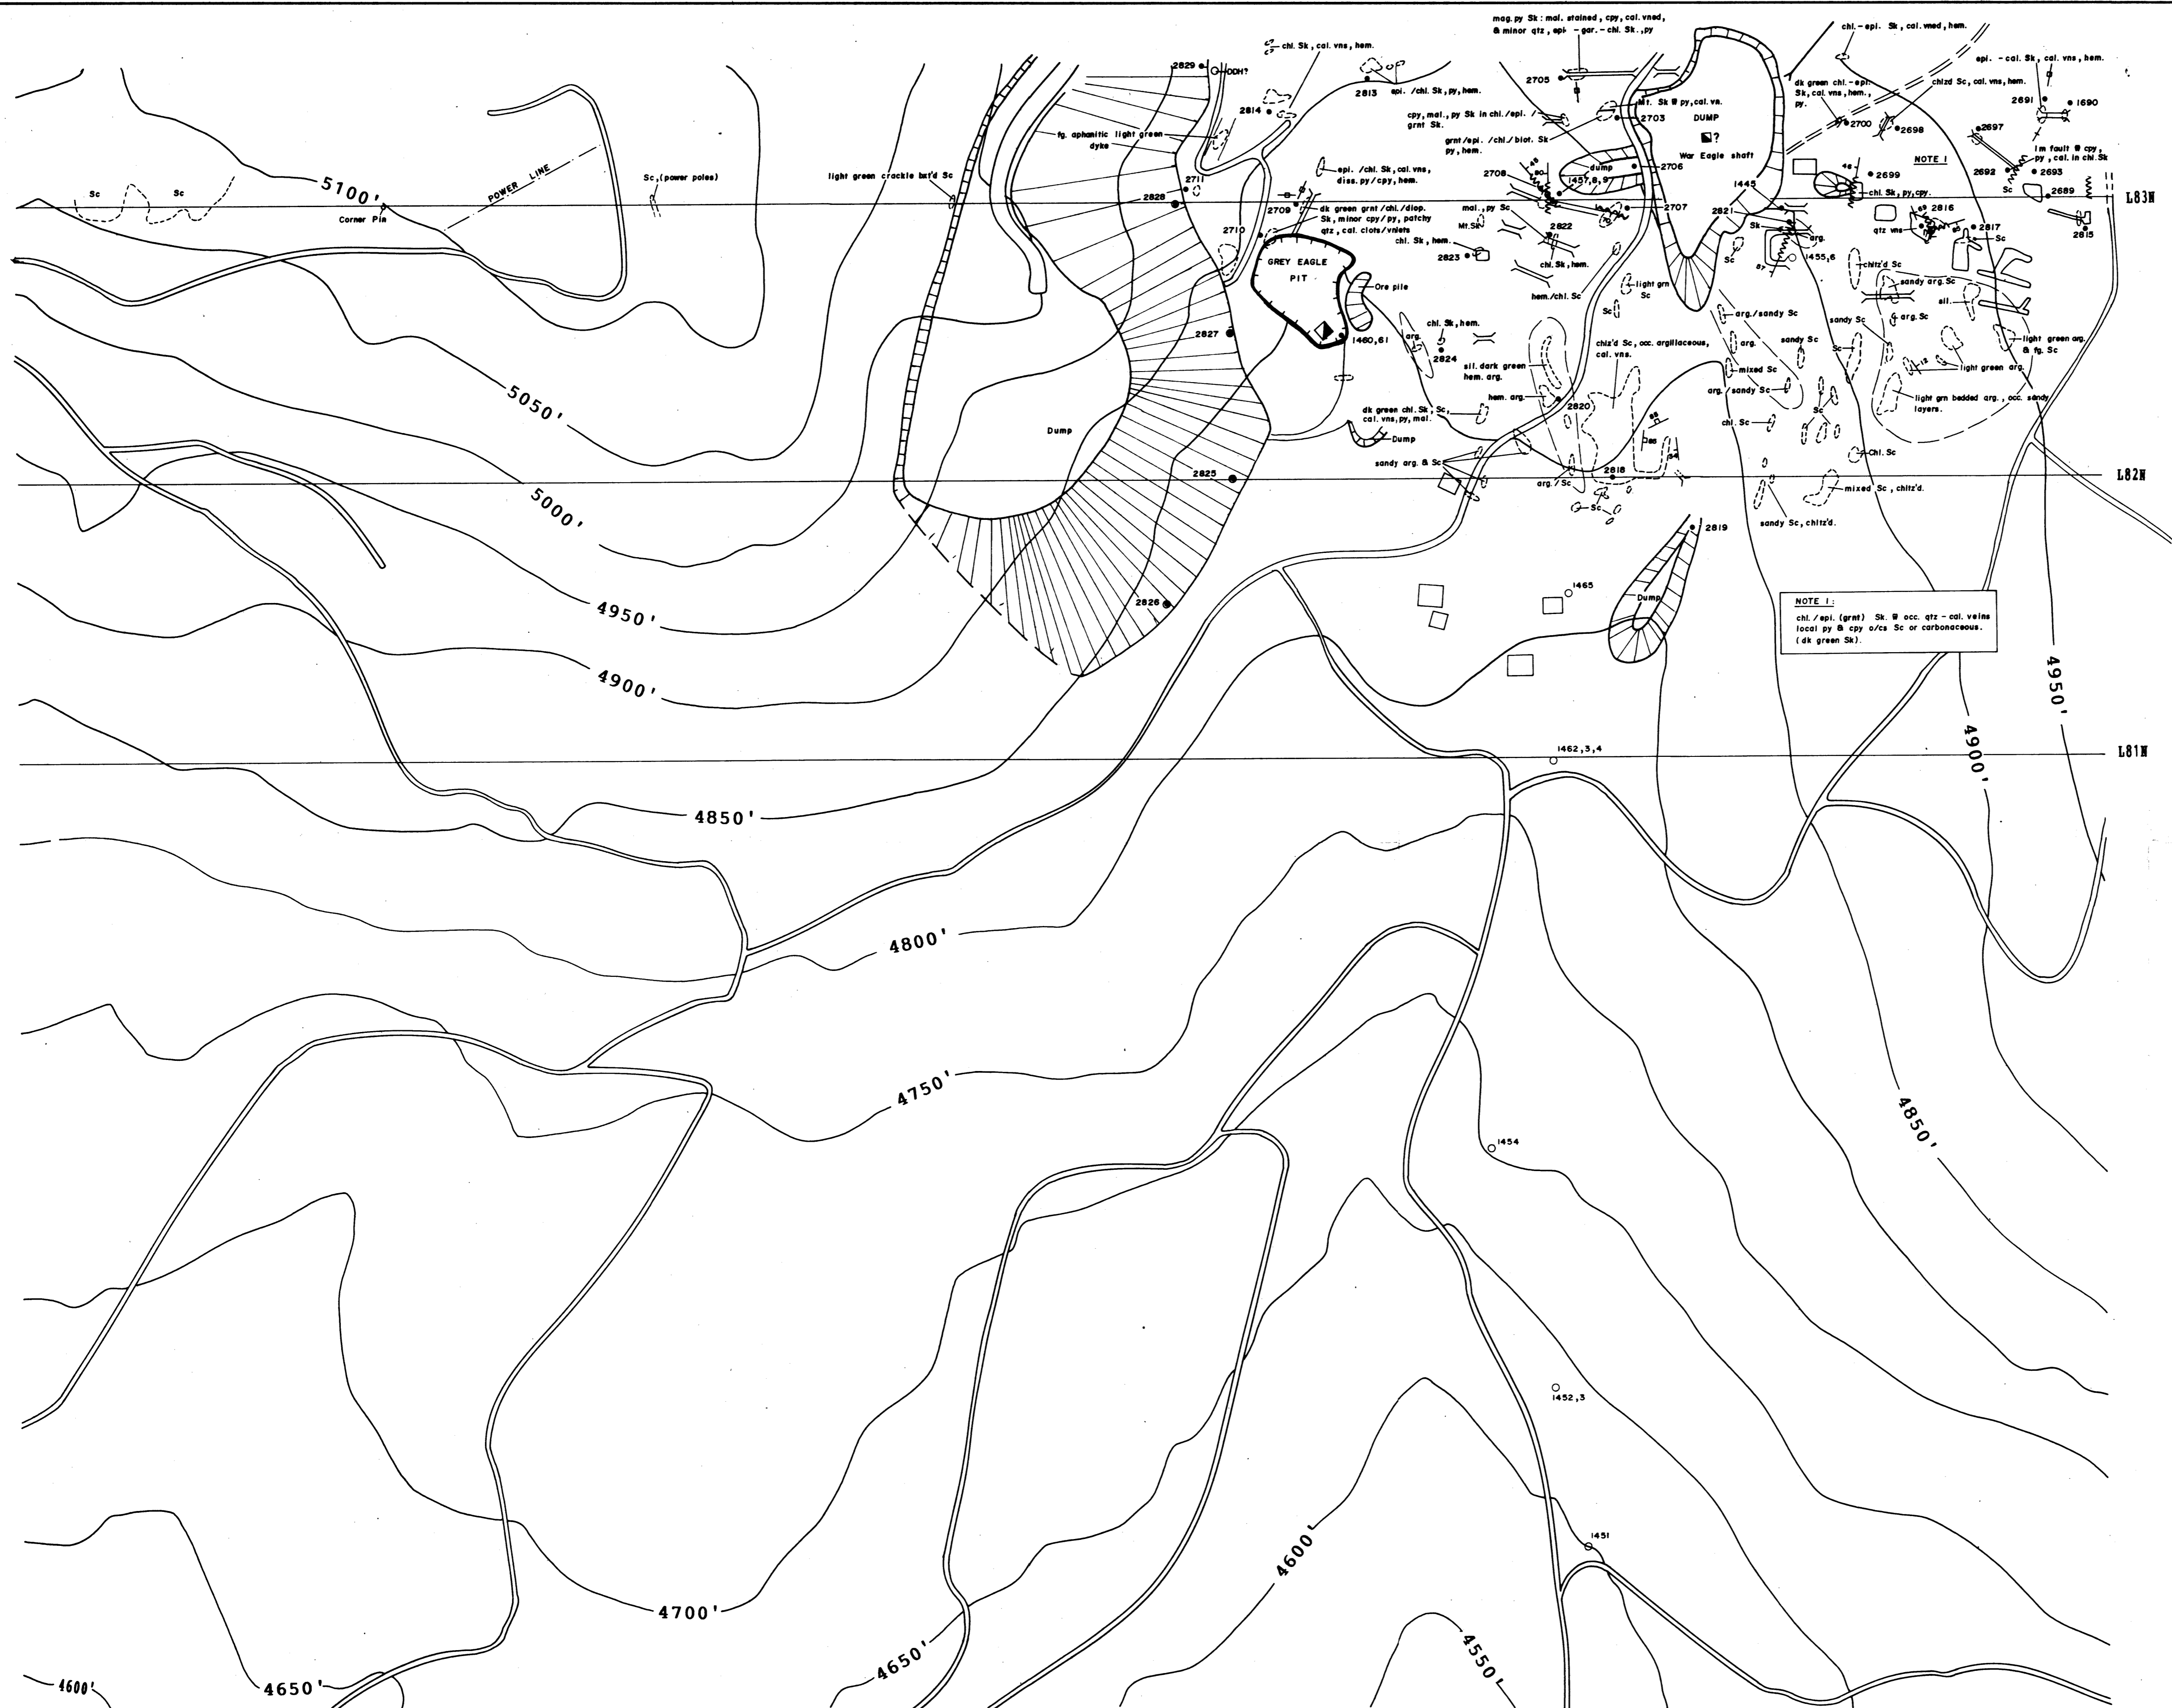 mag. py Sk : mal. stained, cpy, cal. vned,
& minor qtz, epi - gar. - chl. Sk., py
chl. - epi. Sk, cal. vned, hem.
chl. Sk, cal. vns, hem.
epi. - cal. Sk, cal. vns, hem.
2829
DDH?
2813
epi. /chl. Sk, py, hem.
2705
dk green chl. - epi.
Sk, cal. vns, hem.,
py.
chlzd Sc, cal. vns, hem.
2691
1690
2814
cpy, mal., py Sk in chl./epi. /
grnt Sk.
Mt. Sk @ py, cal. vn.
2703
DUMP
?
War Eagle shaft
2700
2698
2697
fg. aphanitic light green
dyke
grnt/epi. /chl./biot. Sk
py, hem.
1m fault @ cpy,
py, cal. in chl. Sk
NOTE 1
POWER LINE
Sc, (power poles)
light green crackle bxt'd Sc
epi. /chl. Sk, cal. vns,
diss. py/cpy, hem.
2708
48
80
dump
1457,8,9
2706
48
2699
2692
2693
Sc
Sc
Sc
5100'
Corner Pin
2711
2828
2709
dk green grnt /chl. /diop.
Sk, minor cpy/py, patchy
qtz, cal. clots/vnlets
mal., py Sc
2707
1445
chl. Sk, py, cpy.
2689
L83N
2710
Mt. Sk
2822
2821
Sk
2816
qtz vns
2817
Sc
2815
chl. Sk, hem.
2823
arg.
GREY EAGLE
PIT
chl. Sk, hem.
Sc
87
1455,6
chltz'd Sc
Ore pile
hem./chl. Sc
light grn
Sc
sandy arg. Sc
sil.
2827
1460,61
arg.
chl. Sk, hem.
2824
Sc
arg. /sandy Sc
sandy Sc
arg. Sc
chlz'd Sc, occ. argillaceous,
cal. vns.
arg.
sandy Sc
Sc
light green arg.
& fg. Sc
sil. dark green
hem. arg.
mixed Sc
12
light green arg.
5050'
hem. arg.
2820
arg. /sandy Sc
light grn bedded arg., occ. sandy
layers.
dk green chl. Sk, Sc,
cal. vns, py, mal.
Sc
Dump
Dump
chl. Sc
sandy arg. & Sc
Chl. Sc
2825
arg. / Sc
2818
L82N
5000'
Sc
mixed Sc, chltz'd.
sandy Sc, chltz'd.
2819
4950'
2826
1465
Dump
NOTE 1:
chl. /epi. (grnt) Sk. @ occ. qtz - cal. veins
local py & cpy o/cs Sc or carbonaceous.
(dk green Sk).
4900'
4950'
4900'
1462,3,4
L81N
4850'
4800'
4750'
4850'
1454
1452,3
1451
4600'
4700'
4650'
4550'
4600'
4650'